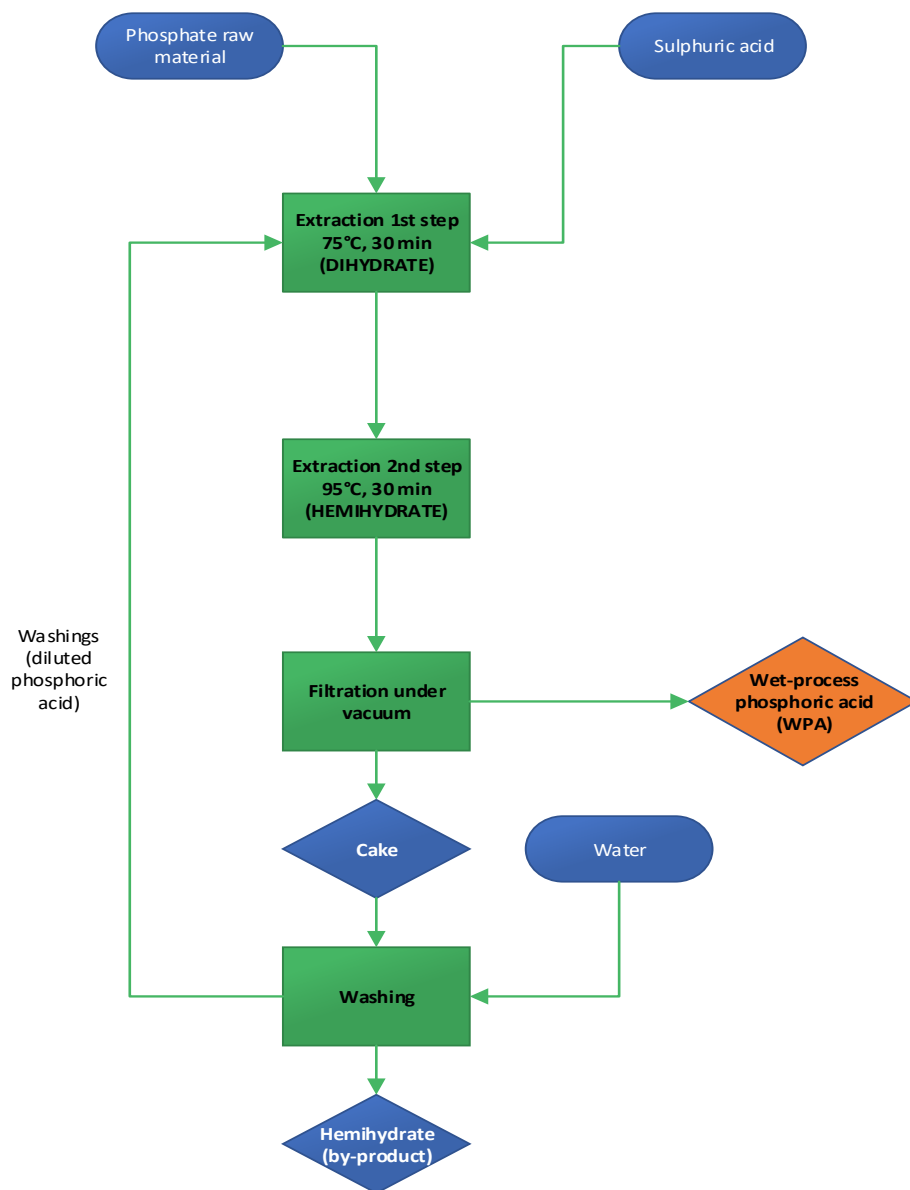 Phosphate raw
material
Sulphuric acid
Extraction 1st step
75°C, 30 min
(DIHYDRATE)
Extraction 2nd step
95°C, 30 min
(HEMIHYDRATE)
Washings
(diluted
phosphoric
acid)
Filtration under
vacuum
Wet-process
phosphoric acid
(WPA)
Cake
Water
Washing
Hemihydrate
(by-product)